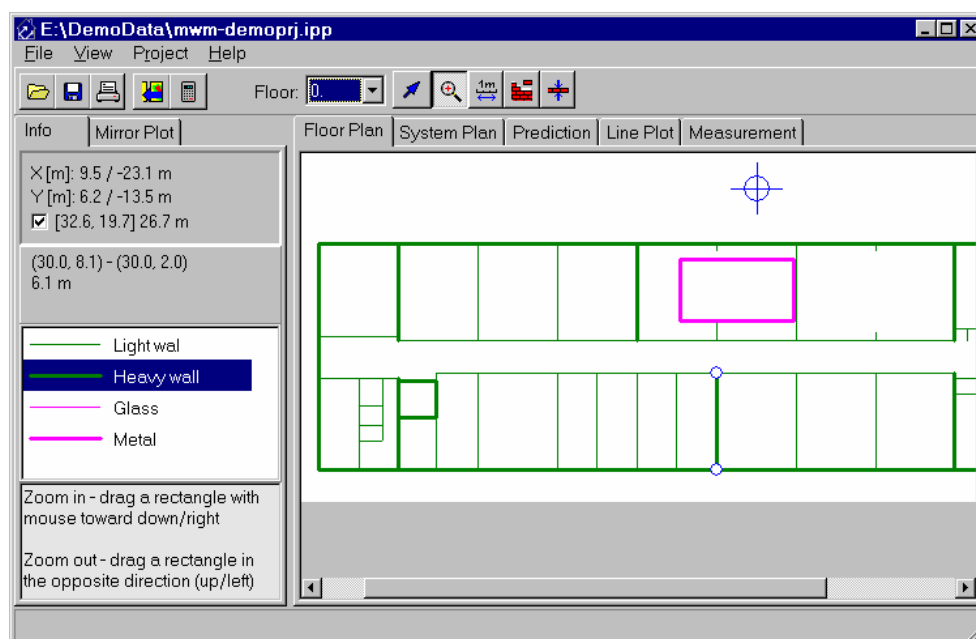 E:\DemoData\mwm-demoprj.ipp
File View Project Help
Floor: 0. 1m
Info Mirror Plot
Floor Plan System Plan Prediction Line Plot Measurement
X [m]: 9.5 / -23.1 m
Y [m]: 6.2 / -13.5 m
[32.6, 19.7] 26.7 m
(30.0, 8.1) - (30.0, 2.0)
6.1 m
Light wal
Heavy wall
Glass
Metal
Zoom in - drag a rectangle with
mouse toward down/right
Zoom out - drag a rectangle in
the opposite direction (up/left)